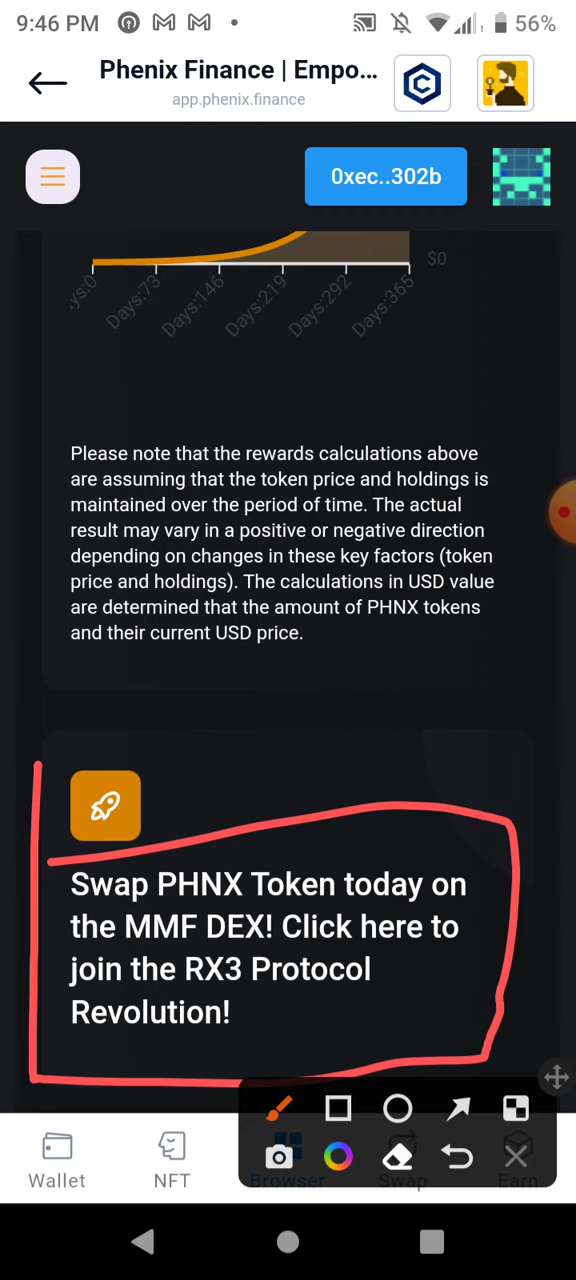 9:46 PM
56%
Phenix Finance | Empo...
app.phenix.finance
0xec..302b
$0
ys:0
Days:73
Days:146
Days:219
Days:292
Days:365
Please note that the rewards calculations above
are assuming that the token price and holdings is
maintained over the period of time. The actual
result may vary in a positive or negative direction
depending on changes in these key factors (token
price and holdings). The calculations in USD value
are determined that the amount of PHNX tokens
and their current USD price.
Swap PHNX Token today on
the MMF DEX! Click here to
join the RX3 Protocol
Revolution!
Wallet
NFT
Browser
Swap
Earn